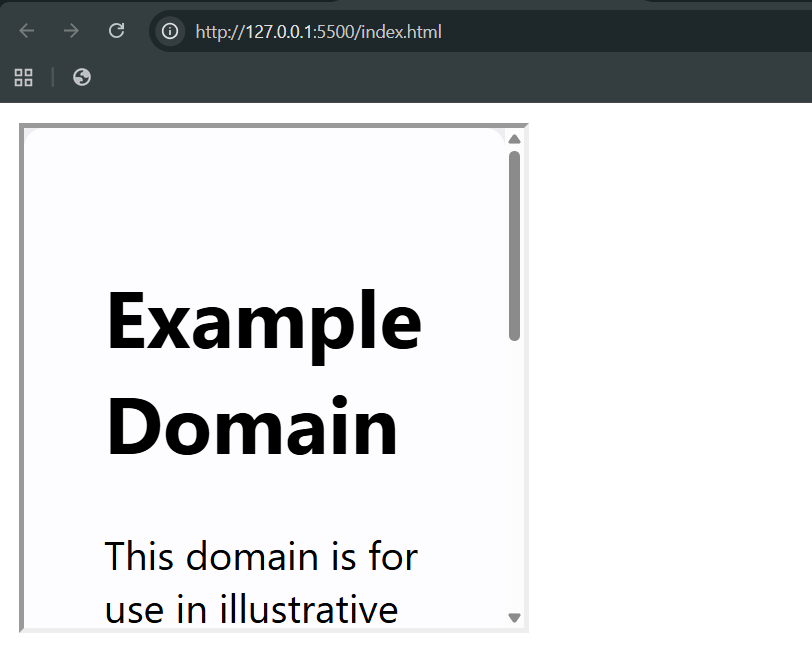 http://127.0.0.1:5500/index.html
Example
Domain
This domain is for
use in illustrative